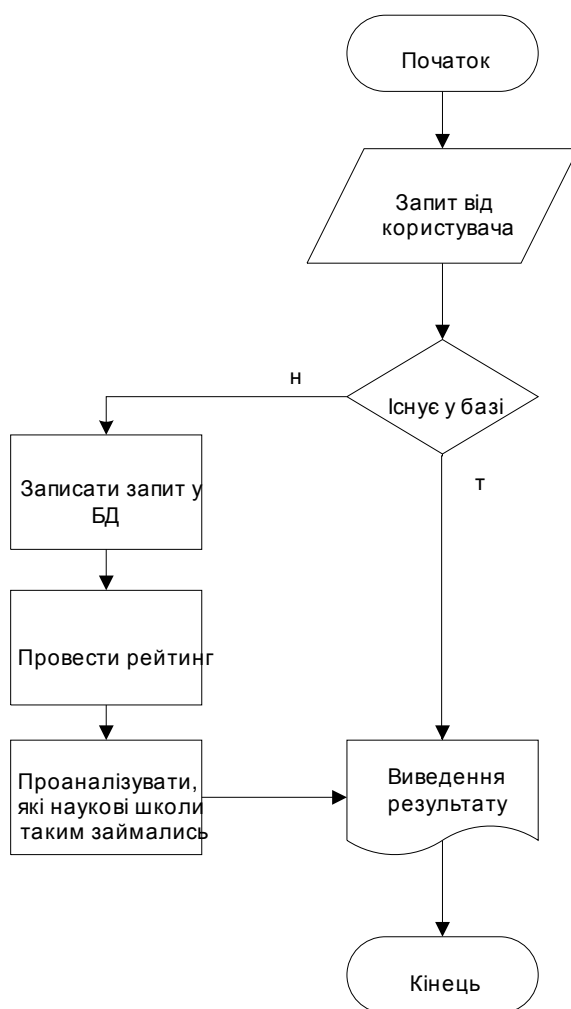 Початок
Запит від
користувача
Існує у базі
н
т
Записати запит у
БД
Провести рейтинг
Проаналізувати,
які наукові школи
таким займались
Виведення
результату
Кінець